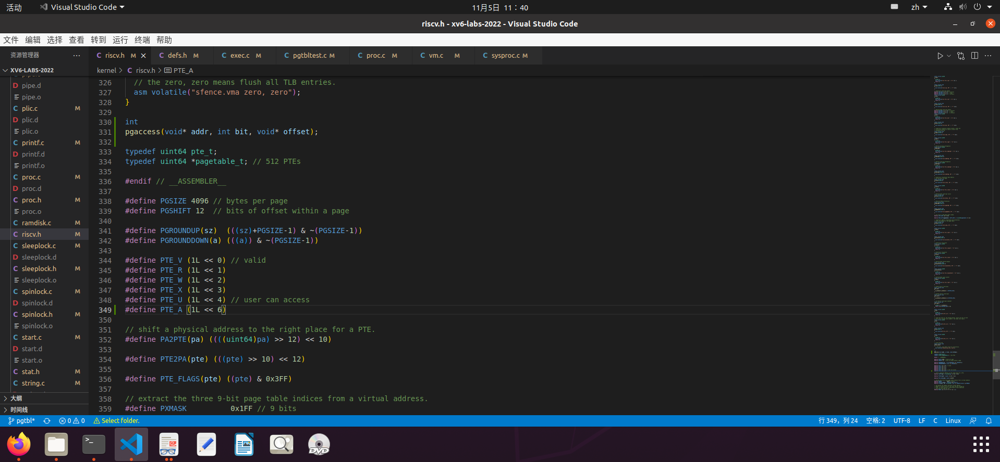 活动 Visual Studio Code 11月5日 11：40 zh
riscv.h - xv6-labs-2022 - Visual Studio Code
文件 编辑 选择 查看 转到 运行 终端 帮助
资源管理器 ··· C riscv.h M C defs.h M C exec.c M C pgtbltest.c M C proc.c M C vm.c M C sysproc.c M
XV6-LABS-2022
kernel > C riscv.h > PTE_A
D pipe.d
pipe.o
C plic.c M
D plic.d
plic.o
C printf.c M
D printf.d
printf.o
C proc.c M
D proc.d
C proc.h M
proc.o
C ramdisk.c M
C riscv.h M
C sleeplock.c M
D sleeplock.d
C sleeplock.h M
sleeplock.o
C spinlock.c M
D spinlock.d
C spinlock.h M
spinlock.o
C start.c M
D start.d
start.o
C stat.h M
C string.c M
大纲
时间线
326 // the zero, zero means flush all TLB entries.
327 asm volatile("sfence.vma zero, zero");
328 }
329
330 int
331 pgaccess(void* addr, int bit, void* offset);
332
333 typedef uint64 pte_t;
334 typedef uint64 *pagetable_t; // 512 PTEs
335
336 #endif // __ASSEMBLER__
337
338 #define PGSIZE 4096 // bytes per page
339 #define PGSHIFT 12  // bits of offset within a page
340
341 #define PGROUNDUP(sz)  (((sz)+PGSIZE-1) & ~(PGSIZE-1))
342 #define PGROUNDDOWN(a) (((a)) & ~(PGSIZE-1))
343
344 #define PTE_V (1L << 0) // valid
345 #define PTE_R (1L << 1)
346 #define PTE_W (1L << 2)
347 #define PTE_X (1L << 3)
348 #define PTE_U (1L << 4) // user can access
349 #define PTE_A (1L << 6)
350
351 // shift a physical address to the right place for a PTE.
352 #define PA2PTE(pa) ((((uint64)pa) >> 12) << 10)
353
354 #define PTE2PA(pte) (((pte) >> 10) << 12)
355
356 #define PTE_FLAGS(pte) ((pte) & 0x3FF)
357
358 // extract the three 9-bit page table indices from a virtual address.
359 #define PXMASK          0x1FF // 9 bits
pgtbl* 0 0 Select folder. 行 349，列 24 空格: 2 UTF-8 LF C Linux
>_
DVD